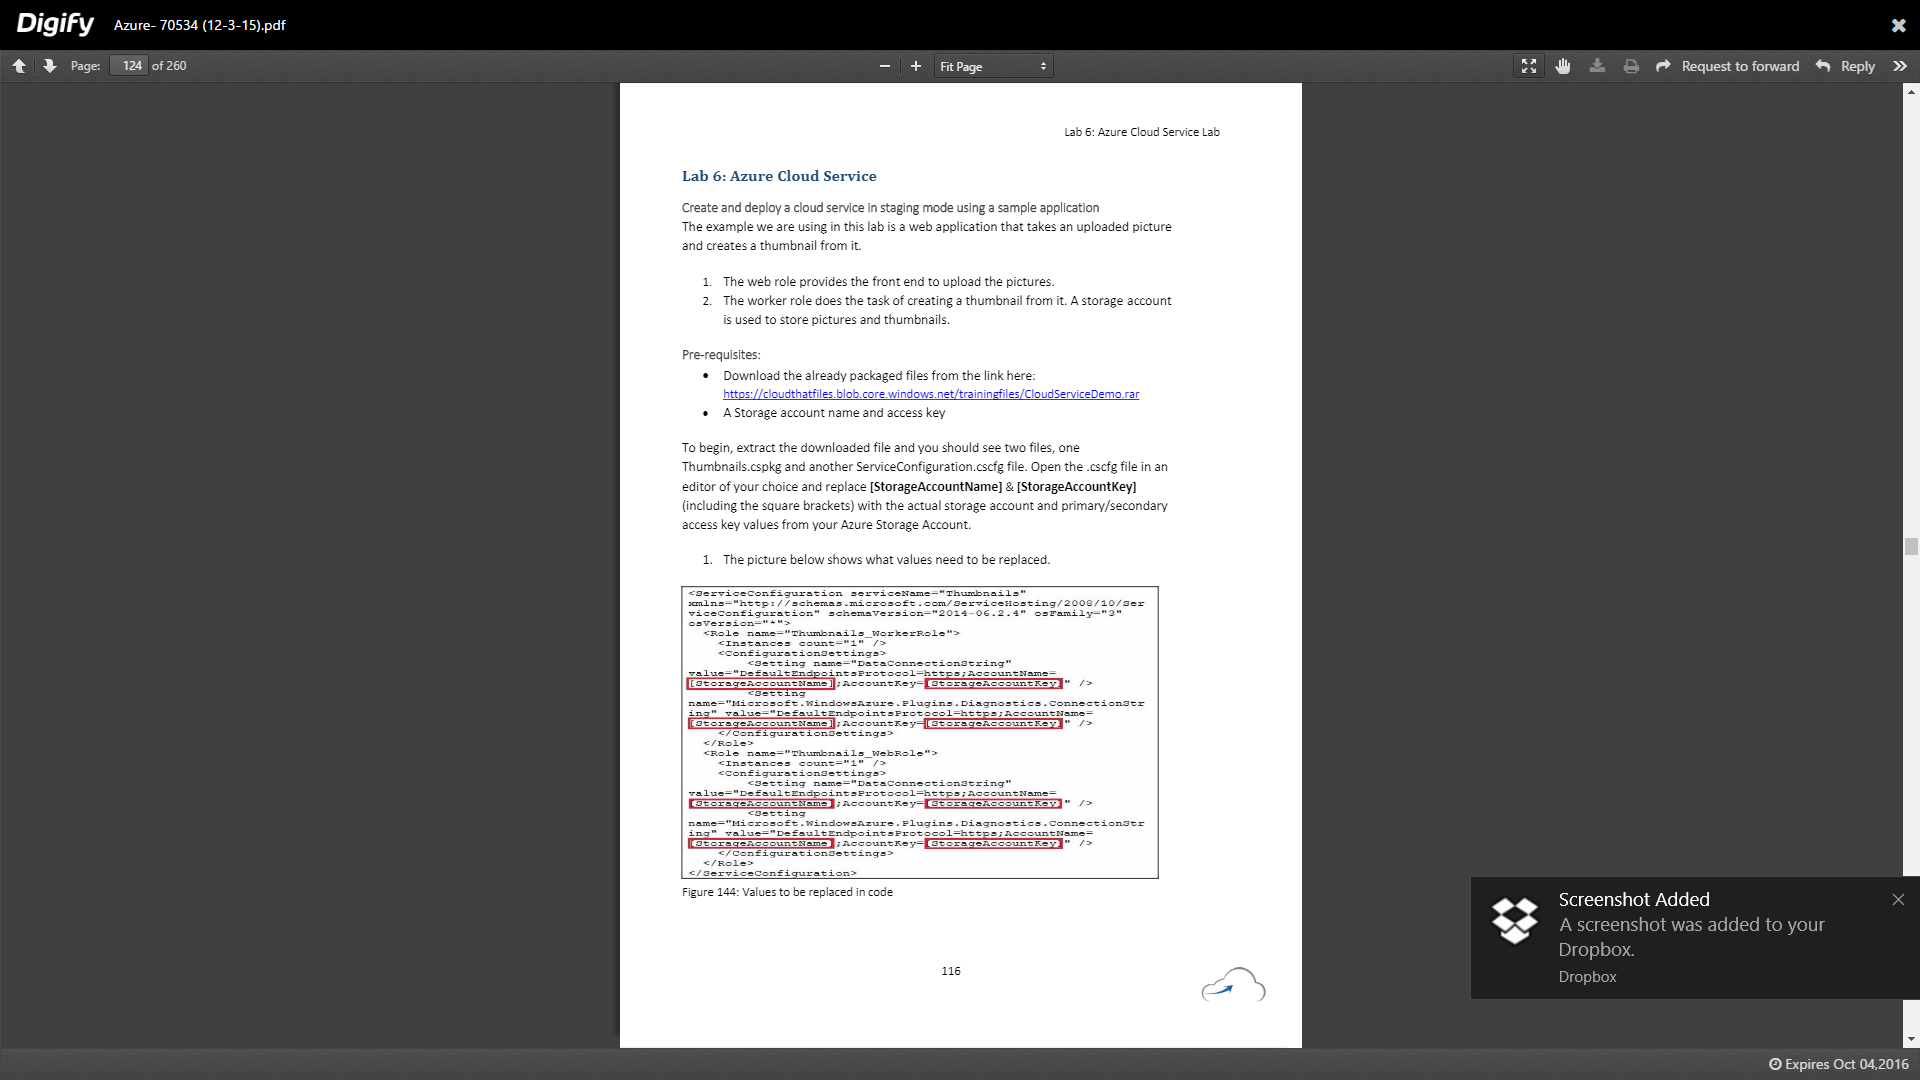 Digify Azure- 70534 (12-3-15).pdf
Page: 124 of 260 Fit Page Request to forward Reply
Lab 6: Azure Cloud Service Lab
Lab 6: Azure Cloud Service
Create and deploy a cloud service in staging mode using a sample application
The example we are using in this lab is a web application that takes an uploaded picture
and creates a thumbnail from it.
1. The web role provides the front end to upload the pictures.
2. The worker role does the task of creating a thumbnail from it. A storage account
is used to store pictures and thumbnails.
Pre-requisites:
• Download the already packaged files from the link here:
https://cloudthatfiles.blob.core.windows.net/trainingfiles/CloudServiceDemo.rar
• A Storage account name and access key
To begin, extract the downloaded file and you should see two files, one
Thumbnails.cspkg and another ServiceConfiguration.cscfg file. Open the .cscfg file in an
editor of your choice and replace [StorageAccountName] & [StorageAccountKey]
(including the square brackets) with the actual storage account and primary/secondary
access key values from your Azure Storage Account.
1. The picture below shows what values need to be replaced.
<ServiceConfiguration serviceName="Thumbnails"
xmlns="http://schemas.microsoft.com/ServiceHosting/2008/10/Ser
viceConfiguration" schemaVersion="2014-06.2.4" osFamily="3"
osVersion="*">
<Role name="Thumbnails_WorkerRole">
<Instances count="1" />
<ConfigurationSettings>
<Setting name="DataConnectionString"
value="DefaultEndpointsProtocol=https;AccountName=
[StorageAccountName];AccountKey=[StorageAccountKey]" />
<Setting
name="Microsoft.WindowsAzure.Plugins.Diagnostics.ConnectionStr
ing" value="DefaultEndpointsProtocol=https;AccountName=
[StorageAccountName];AccountKey=[StorageAccountKey]" />
</ConfigurationSettings>
</Role>
<Role name="Thumbnails_WebRole">
<Instances count="1" />
<ConfigurationSettings>
<Setting name="DataConnectionString"
value="DefaultEndpointsProtocol=https;AccountName=
[StorageAccountName];AccountKey=[StorageAccountKey]" />
<Setting
name="Microsoft.WindowsAzure.Plugins.Diagnostics.ConnectionStr
ing" value="DefaultEndpointsProtocol=https;AccountName=
[StorageAccountName];AccountKey=[StorageAccountKey]" />
</ConfigurationSettings>
</Role>
</ServiceConfiguration>
Figure 144: Values to be replaced in code
116
Screenshot Added
A screenshot was added to your
Dropbox.
Dropbox
Expires Oct 04,2016